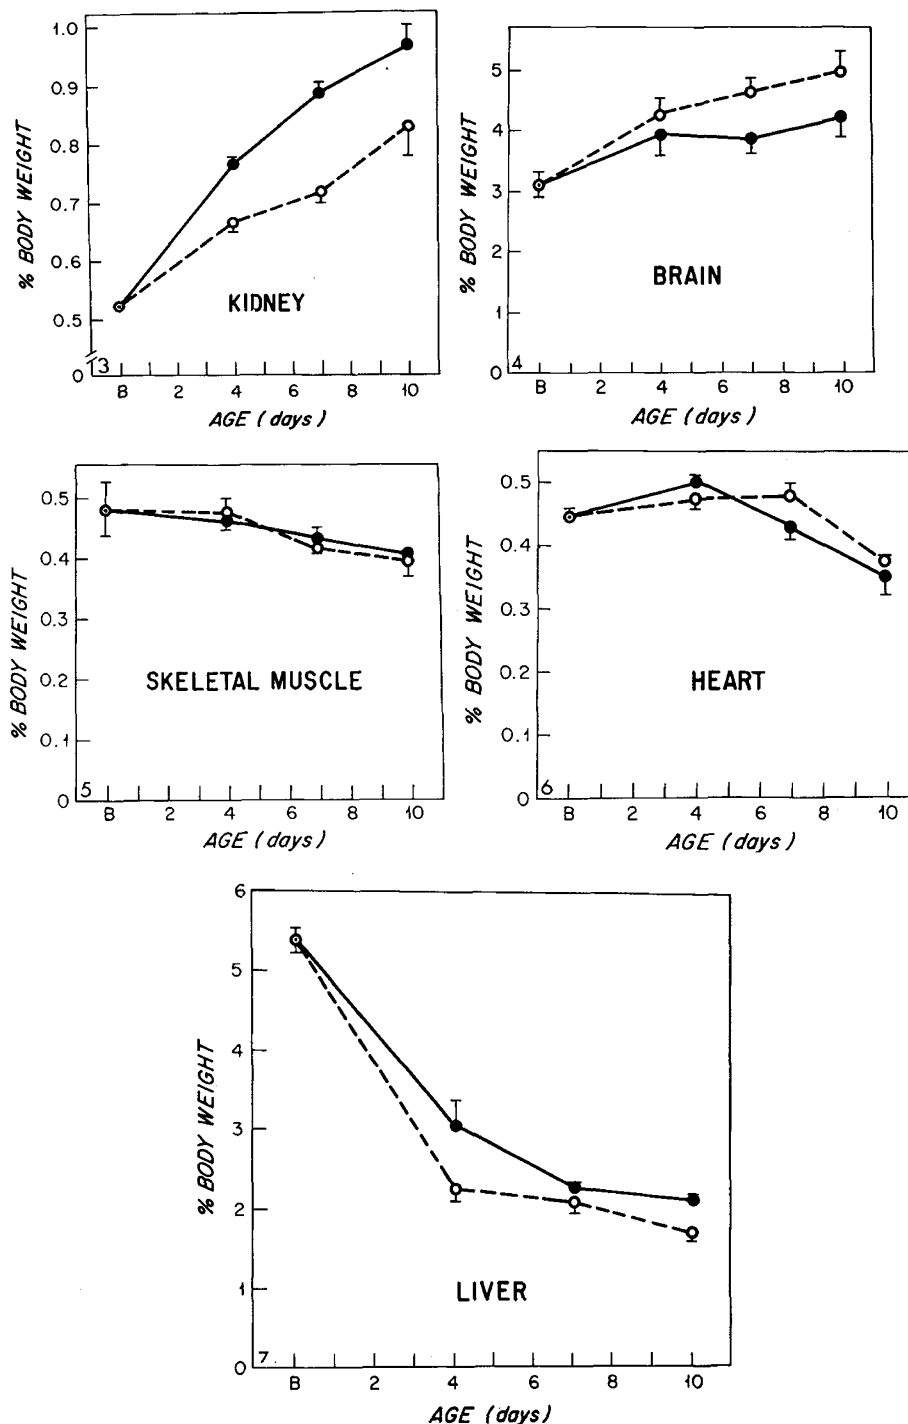 1.0
0.9
0.8
0.7
0.6
0.5
0
% BODY WEIGHT
KIDNEY
3
B 2 4 6 8 10
AGE (days)
5
4
3
2
1
0
% BODY WEIGHT
BRAIN
4
B 2 4 6 8 10
AGE (days)
0.5
0.4
0.3
0.2
0.1
0
% BODY WEIGHT
SKELETAL MUSCLE
5
B 2 4 6 8 10
AGE (days)
0.5
0.4
0.3
0.2
0.1
0
% BODY WEIGHT
HEART
6
B 2 4 6 8 10
AGE (days)
6
5
4
3
2
1
0
% BODY WEIGHT
LIVER
7
B 2 4 6 8 10
AGE (days)